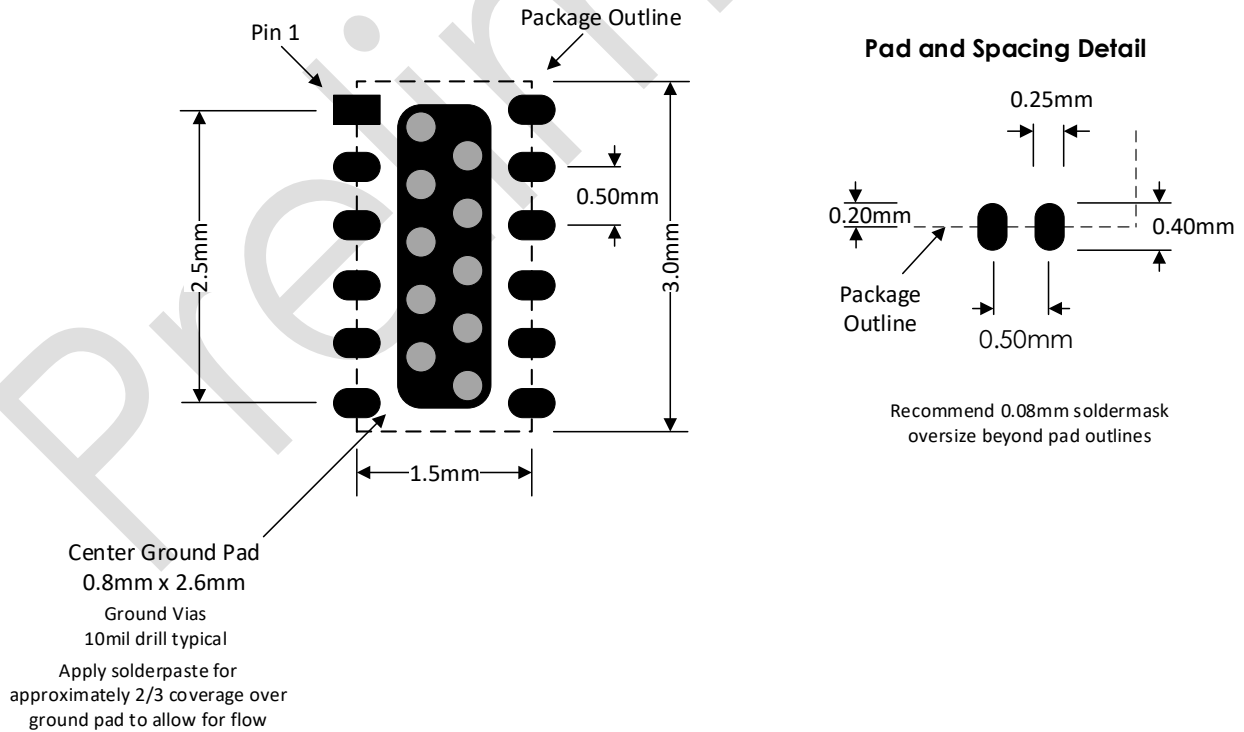 Package Outline
Pin 1
Pad and Spacing Detail
0.25mm
0.50mm
0.20mm
0.40mm
2.5mm
3.0mm
Package
Outline
0.50mm
Recommend 0.08mm soldermask
oversize beyond pad outlines
1.5mm
Center Ground Pad
0.8mm x 2.6mm
Ground Vias
10mil drill typical
Apply solderpaste for
approximately 2/3 coverage over
ground pad to allow for flow
Prelim